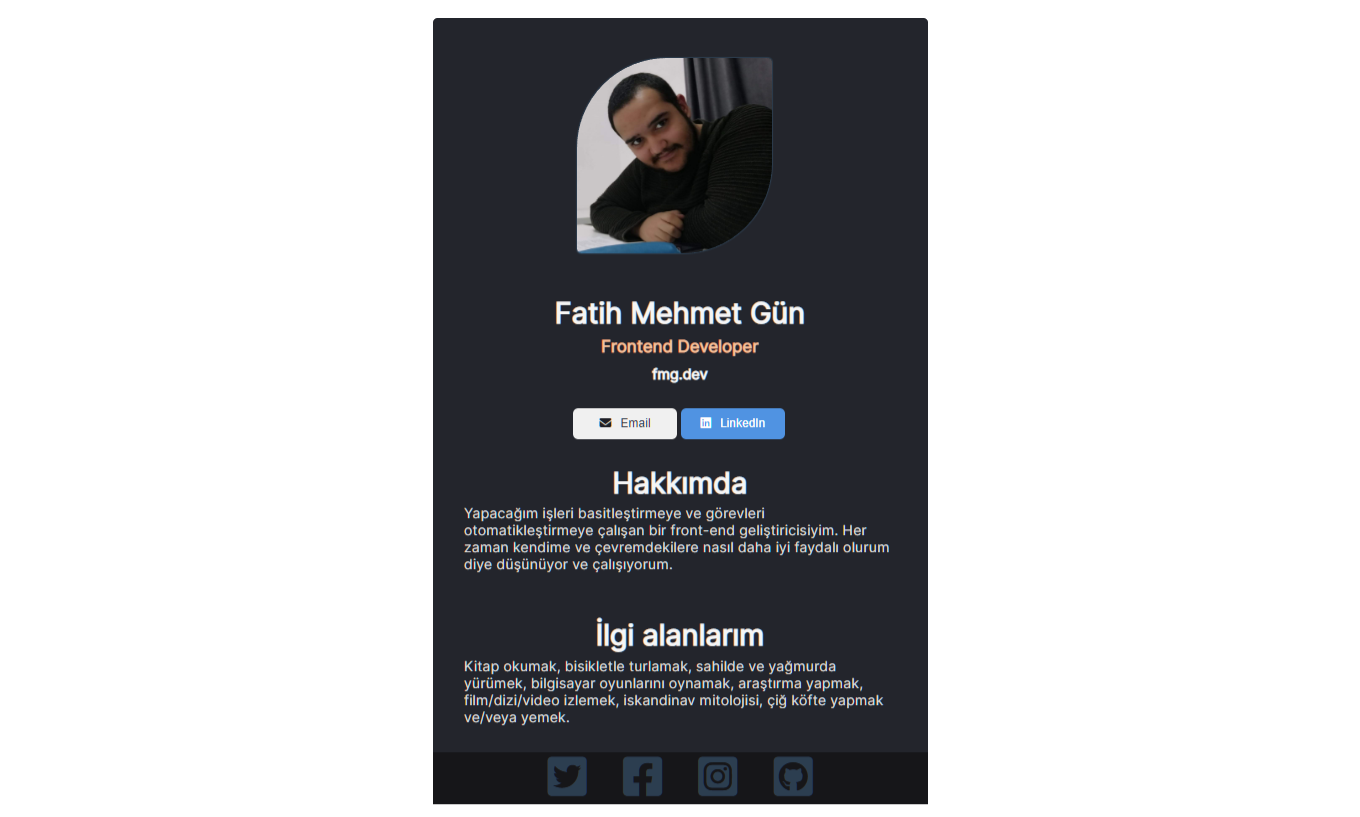 Fatih Mehmet Gün
Frontend Developer
fmg.dev
Email
LinkedIn
Hakkımda
Yapacağım işleri basitleştirmeye ve görevleri
otomatikleştirmeye çalışan bir front-end geliştiricisiyim. Her
zaman kendime ve çevremdekilere nasıl daha iyi faydalı olurum
diye düşünüyor ve çalışıyorum.
İlgi alanlarım
Kitap okumak, bisikletle turlamak, sahilde ve yağmurda
yürümek, bilgisayar oyunlarını oynamak, araştırma yapmak,
film/dizi/video izlemek, iskandinav mitolojisi, çiğ köfte yapmak
ve/veya yemek.